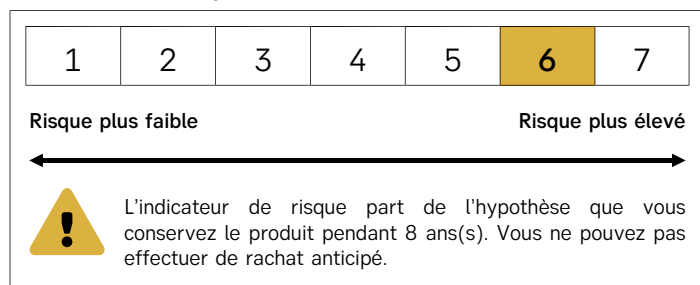 1 2 3 4 5 6 7
Risque plus faible Risque plus élevé
L'indicateur de risque part de l'hypothèse que vous
conservez le produit pendant 8 ans(s). Vous ne pouvez pas
effectuer de rachat anticipé.